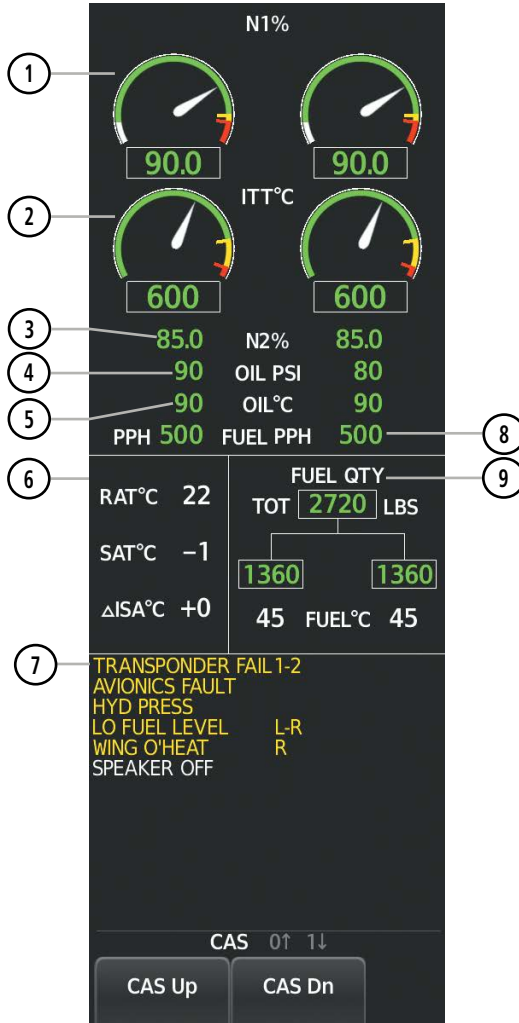 N1%
1
90.0 90.0
2
ITT°C
600 600
3 85.0 N2% 85.0
4 90 OIL PSI 80
5 90 OIL°C 90
PPH 500 FUEL PPH 500 8
6 FUEL QTY 9
RAT°C 22
TOT 2720 LBS
SAT°C −1
1360 1360
△ISA°C +0
45 FUEL°C 45
7 TRANSPONDER FAIL 1-2
AVIONICS FAULT
HYD PRESS
LO FUEL LEVEL L-R
WING O'HEAT R
SPEAKER OFF
CAS 0↑ 1↓
CAS Up CAS Dn